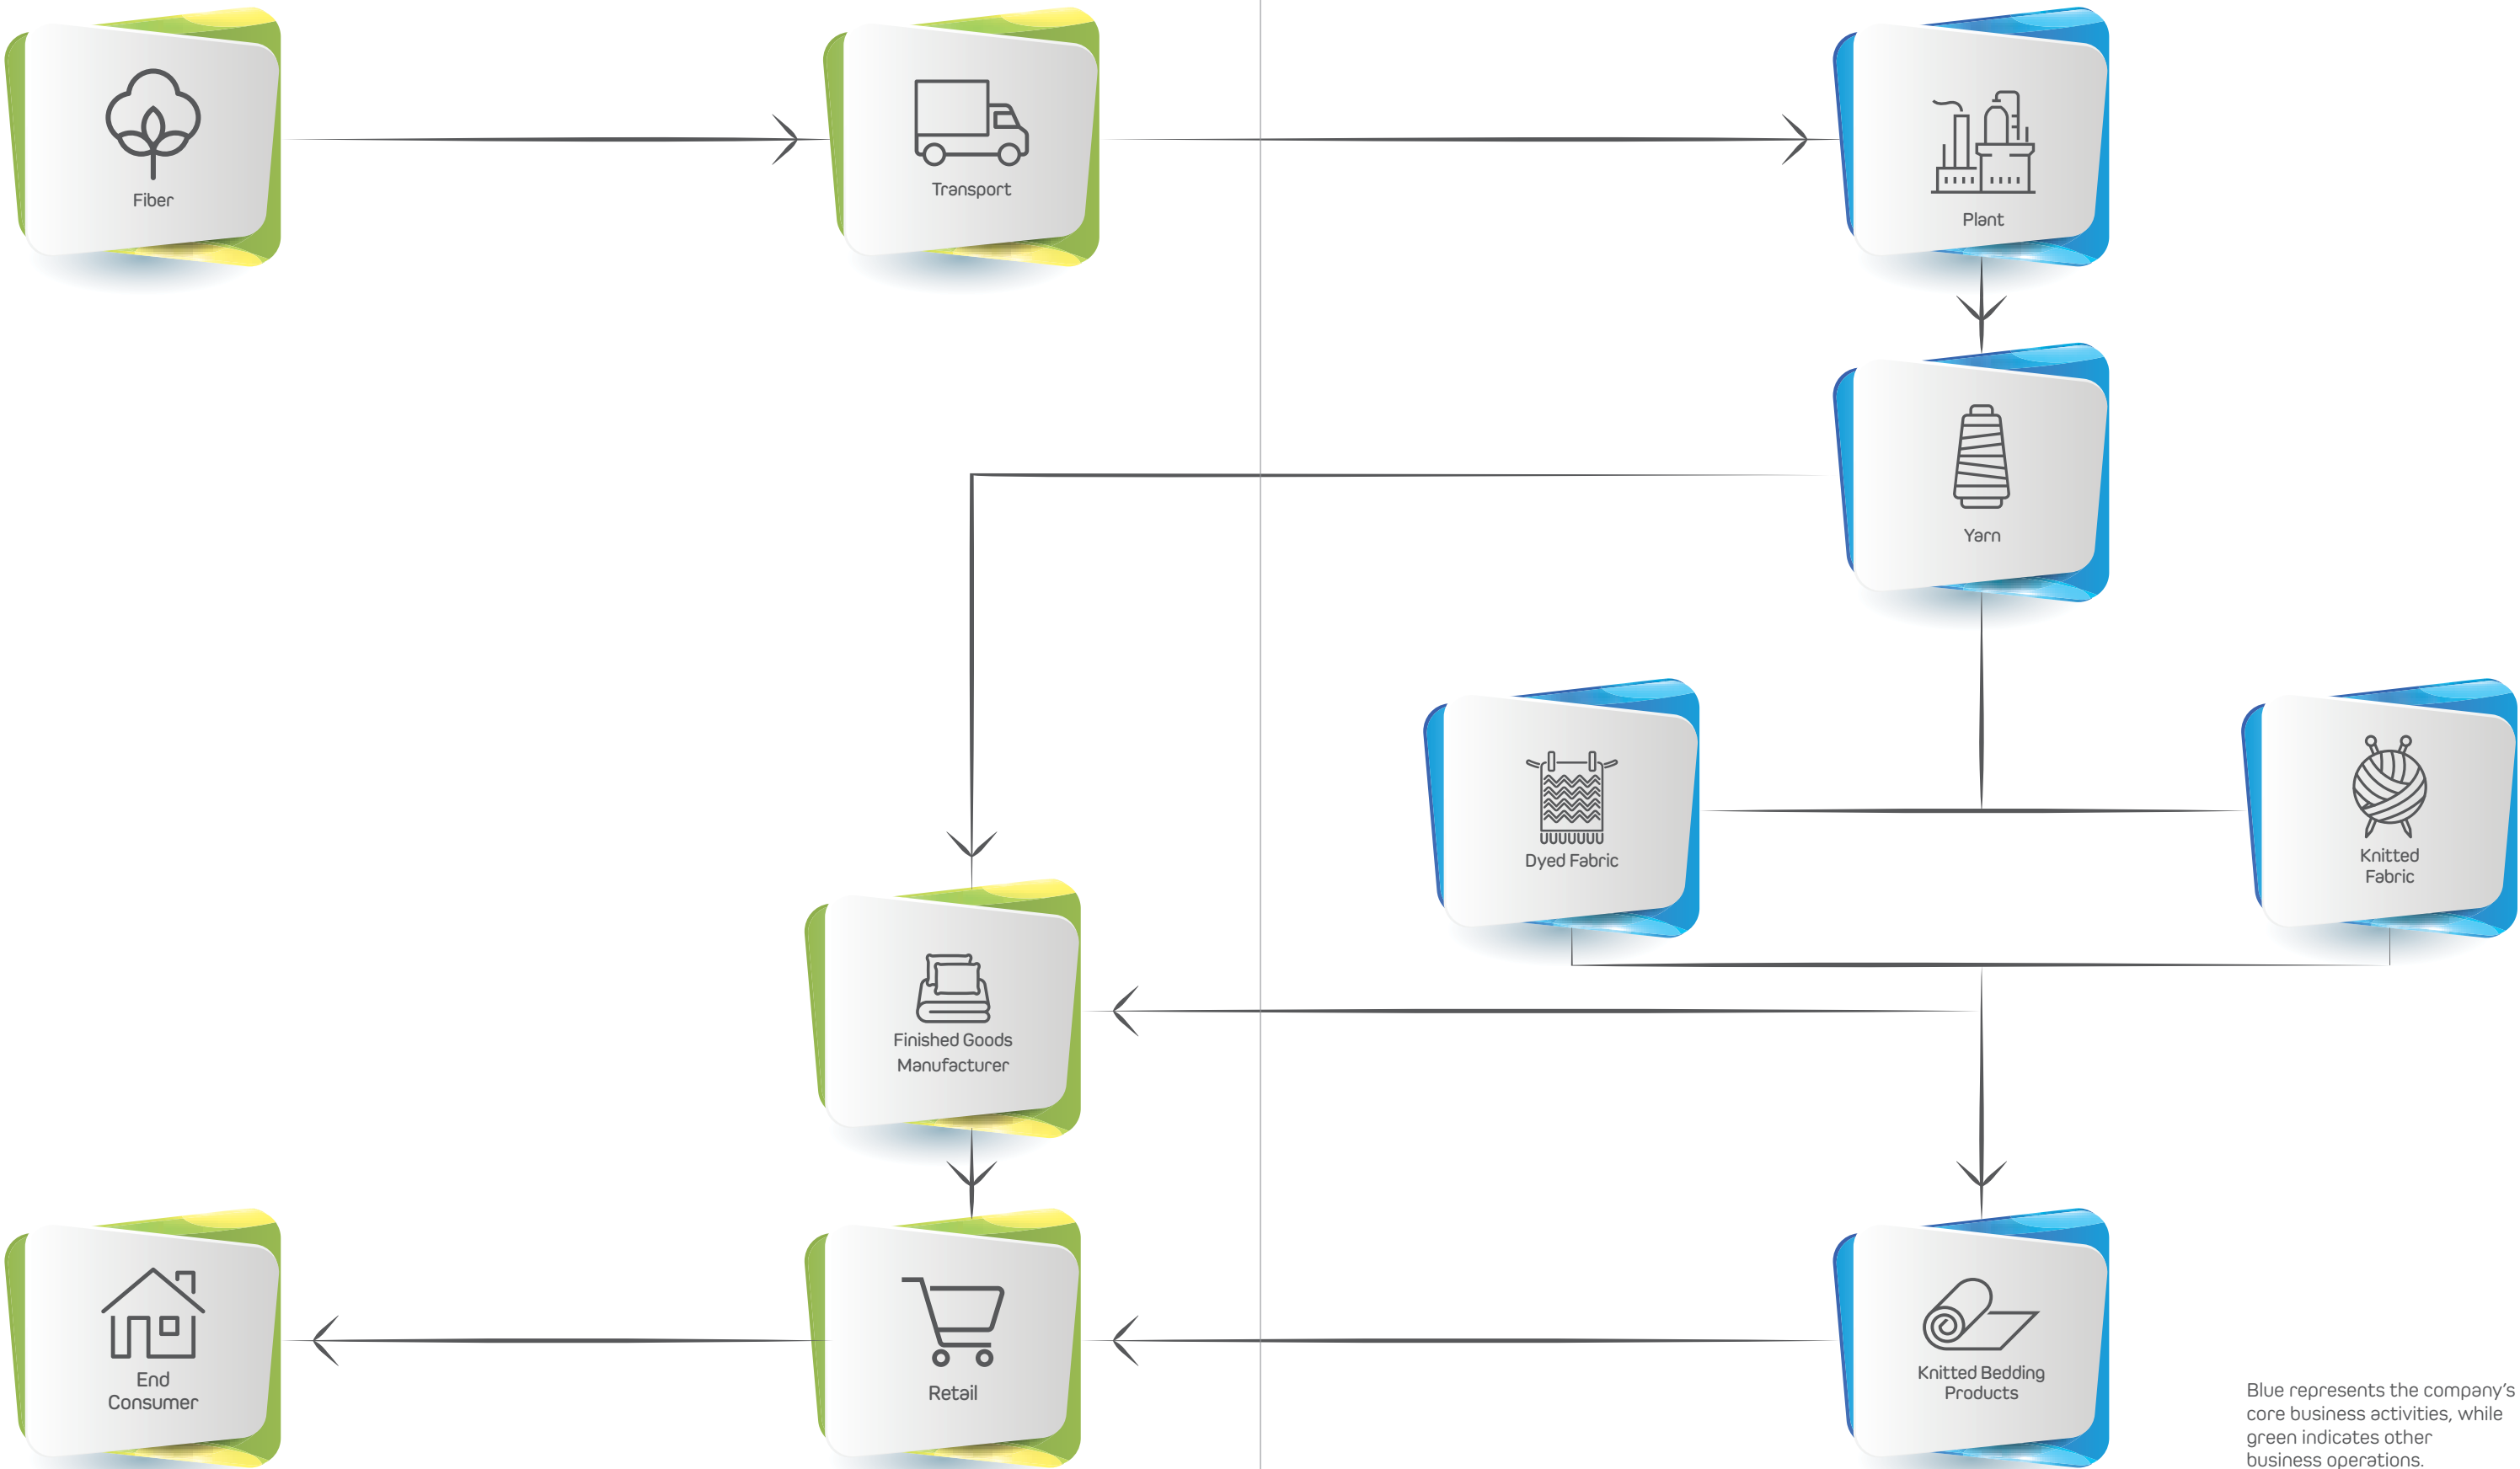 Fiber
Transport
Plant
Yarn
Dyed Fabric
Knitted
Fabric
Finished Goods
Manufacturer
End
Consumer
Retail
Knitted Bedding
Products
Blue represents the company’s
core business activities, while
green indicates other
business operations.